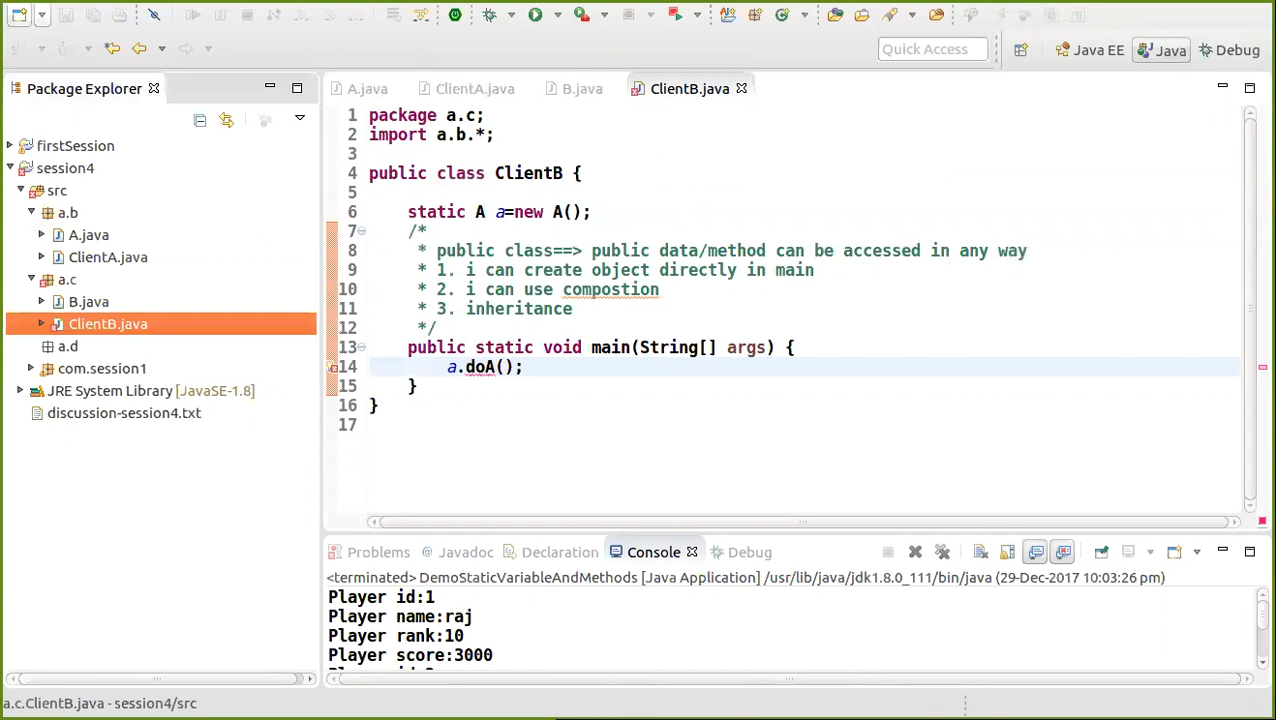 Quick Access
Java EE
Java
Debug
Package Explorer
A.java
ClientA.java
B.java
ClientB.java
firstSession
session4
src
a.b
A.java
ClientA.java
a.c
B.java
ClientB.java
a.d
com.session1
JRE System Library [JavaSE-1.8]
discussion-session4.txt
1 package a.c;
2 import a.b.*;
3
4 public class ClientB {
5
6 static A a=new A();
7 /*
8 * public class==> public data/method can be accessed in any way
9 * 1. i can create object directly in main
10 * 2. i can use compostion
11 * 3. inheritance
12 */
13 public static void main(String[] args) {
14 a.doA();
15 }
16 }
17
Problems
@ Javadoc
Declaration
Console
Debug
<terminated> DemoStaticVariableAndMethods [Java Application] /usr/lib/java/jdk1.8.0_111/bin/java (29-Dec-2017 10:03:26 pm)
Player id:1
Player name:raj
Player rank:10
Player score:3000
a.c.ClientB.java - session4/src